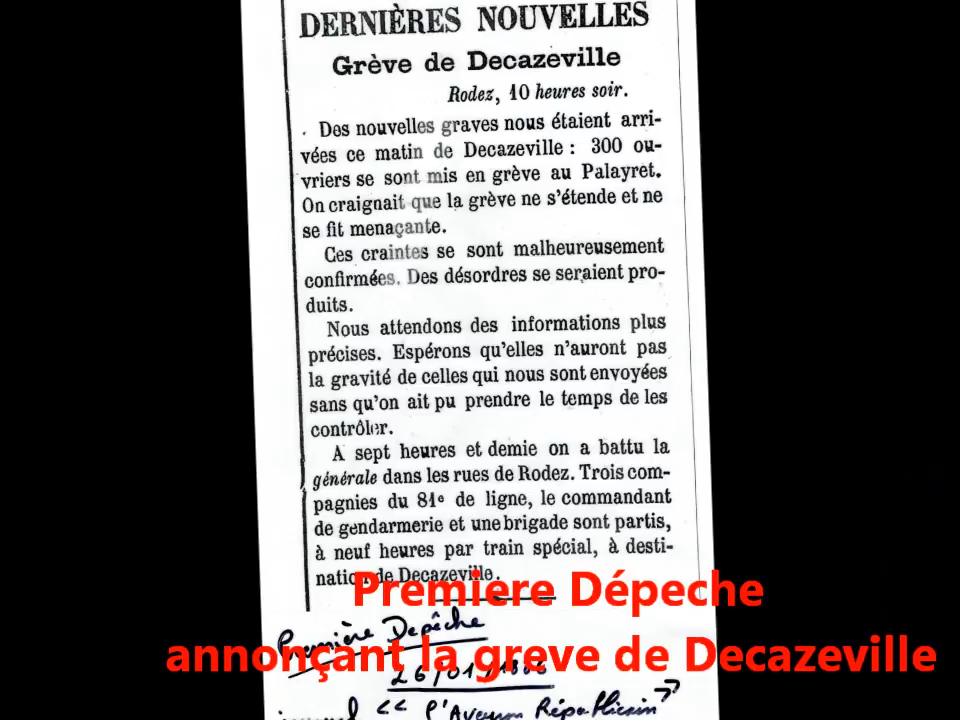 DERNIÈRES NOUVELLES
Grève de Decazeville
Rodez, 10 heures soir.
Des nouvelles graves nous étaient arri-
vées ce matin de Decazeville : 300 ou-
vriers se sont mis en grève au Palayret.
On craignait que la grève ne s'étende et ne
se fit menaçante.
Ces craintes se sont malheureusement
confirmées. Des désordres se seraient pro-
duits.
Nous attendons des informations plus
précises. Espérons qu'elles n'auront pas
la gravité de celles qui nous sont envoyées
sans qu'on ait pu prendre le temps de les
contrôler.
A sept heures et demie on a battu la
générale dans les rues de Rodez. Trois com-
pagnies du 81e de ligne, le commandant
de gendarmerie et une brigade sont partis,
à neuf heures par train spécial, à desti-
nation de Decazeville.
Premiere Dépeche
annonçant la greve de Decazeville
Première Depêche
26/01/1886
journal << l'Aveyron Républicain >>